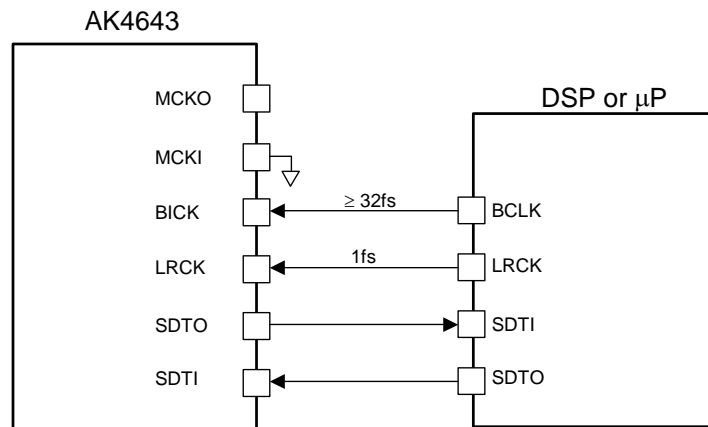 AK4643
DSP or μP
MCKO
MCKI
BICK
≥ 32fs
BCLK
LRCK
1fs
LRCK
SDTO
SDTI
SDTI
SDTO